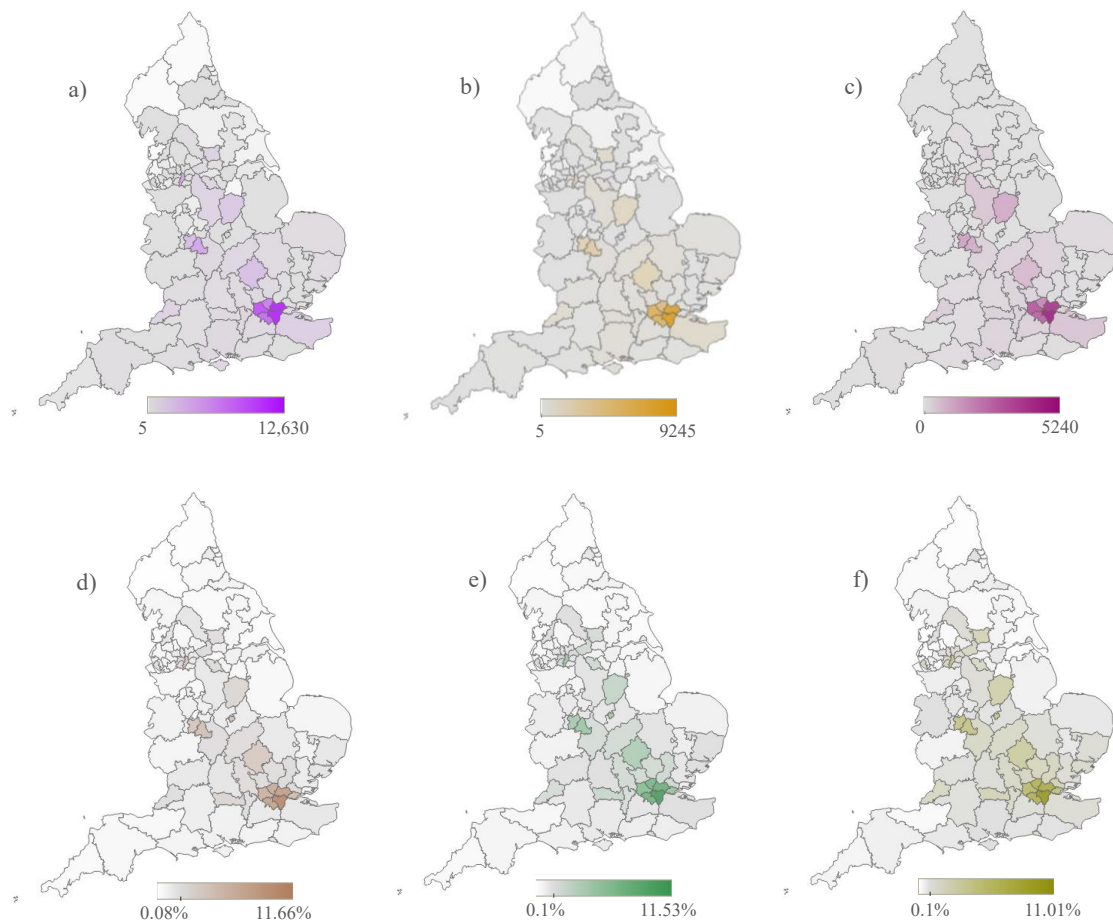 a)
b)
c)
5 12,630
5 9245
0 5240
d)
e)
f)
0.08% 11.66%
0.1% 11.53%
0.1% 11.01%